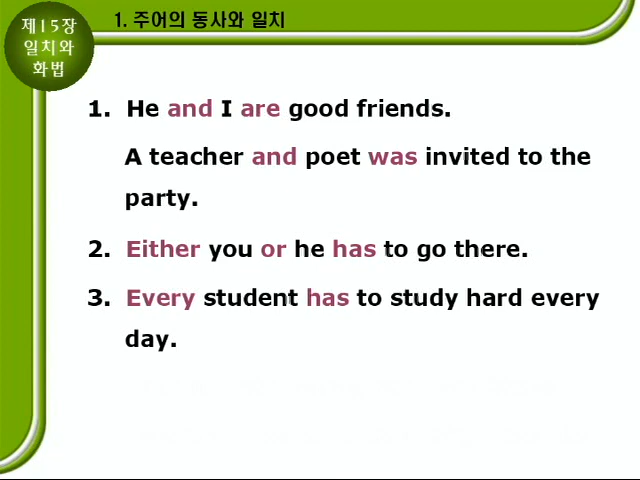 제15장
일치와
화법
1. 주어의 동사와 일치
1. He and I are good friends.
A teacher and poet was invited to the
party.
2. Either you or he has to go there.
3. Every student has to study hard every
day.